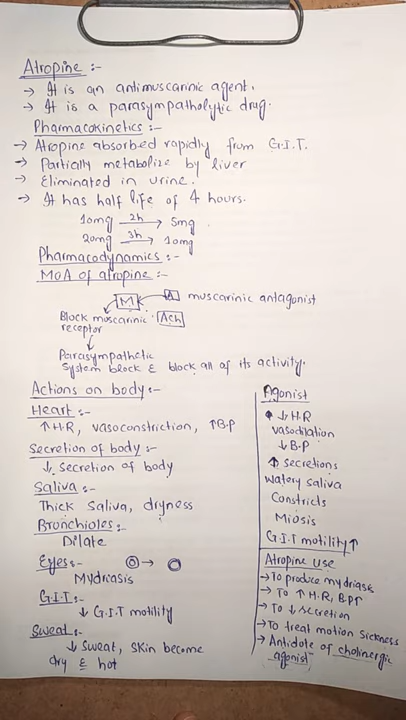 Atropine :-
→ It is an antimuscarinic agent.
→ It is a parasympatholytic drug.
Pharmacokinetics :-
→ Atropine absorbed rapidly from G.I.T.
→ Partially metabolize by liver
→ Eliminated in urine.
→ It has half life of 4 hours.
10mg 2h → 5mg
20mg 3h → 10mg
Pharmacodynamics :-
MoA of atropine :-
M ← A muscarinic antagonist
Block moscarinic Ach
receptor
Parasympathetic
System block & block all of its activity.
Actions on body :-
Heart :-
↑H.R, vasoconstriction, ↑B.P
Secretion of body :-
↓ secretion of body
Saliva :-
Thick saliva, dryness
Bronchioles :-
Dilate
Eyes :-
Mydriasis
G.I.T :-
↓ G.I.T motility
Sweat :-
↓ sweat, skin become
dry & hot
Agonist
↓ H.R
vasodilation
↓ B.P
↑ secretions
watery saliva
Constricts
Miosis
G.I.T motility↑
Atropine use
→ To produce mydriasis
→ To ↑ H.R, B.P↑
→ To ↓ secretion
→ To treat motion sickness
→ Antidote of cholinergic
agonist